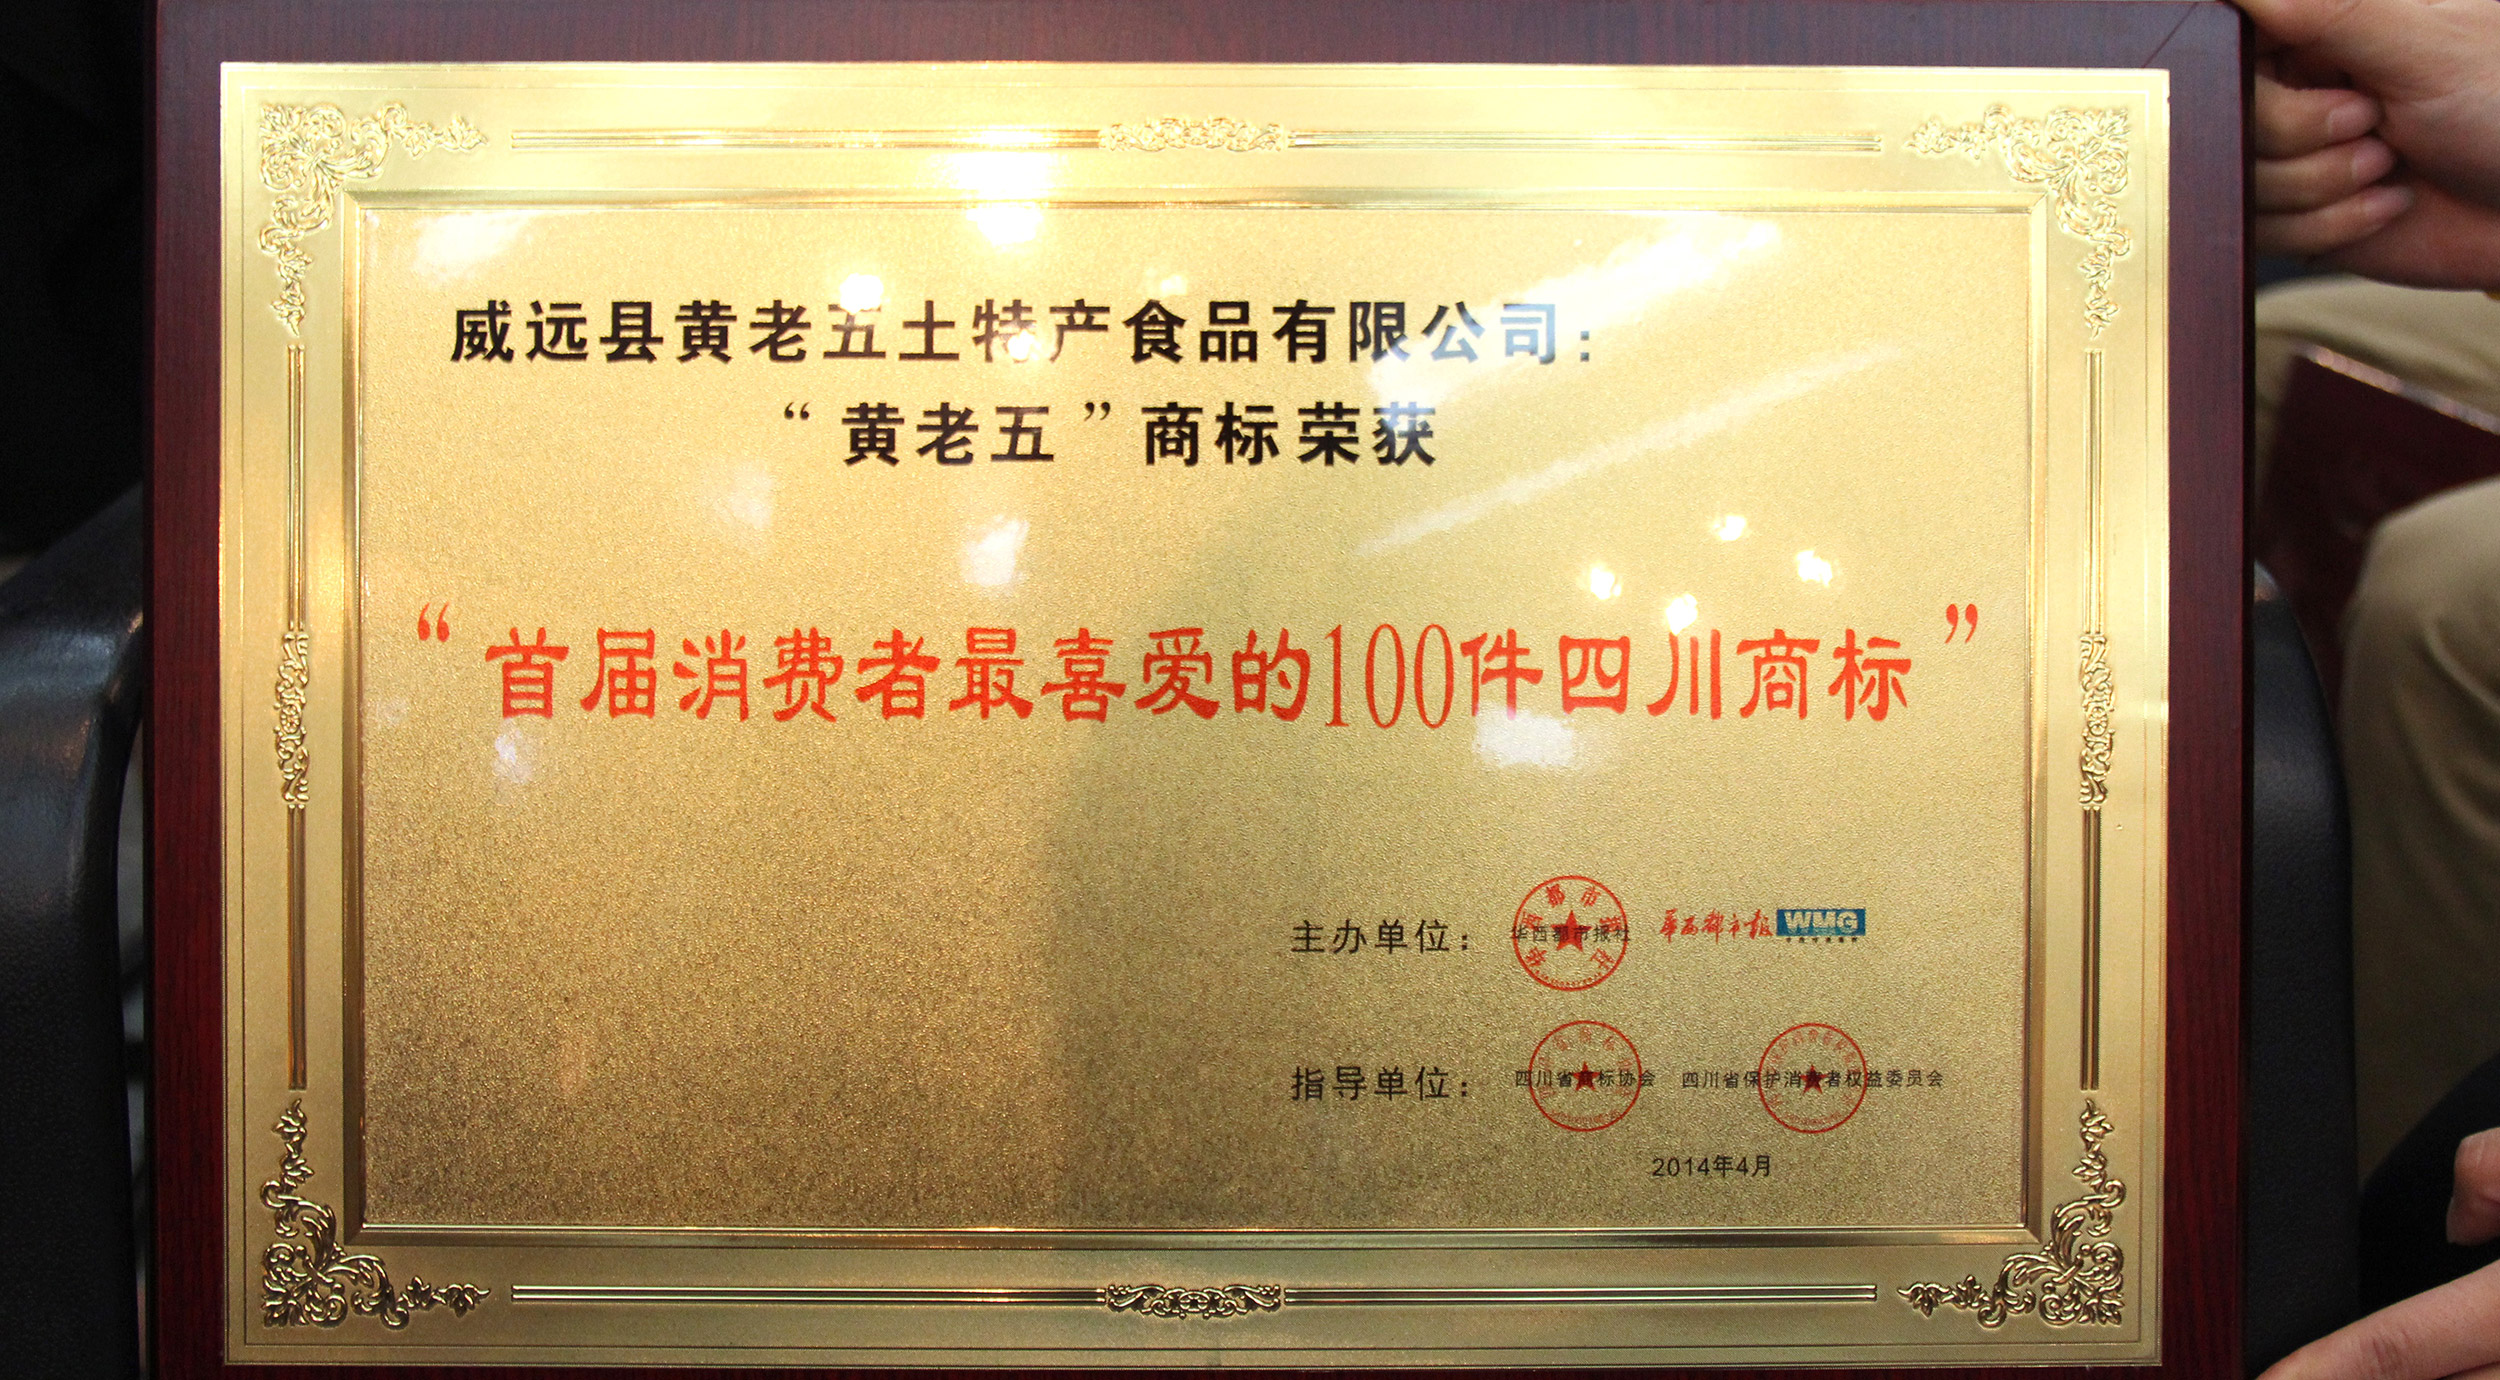 威远县黄老五土特产食品有限公司：
“黄老五”商标荣获
“首届消费者最喜爱的100件四川商标”
主办单位： 华西都市报社 华西都市报 WMG
指导单位： 四川省商标协会 四川省保护消费者权益委员会
2014年4月